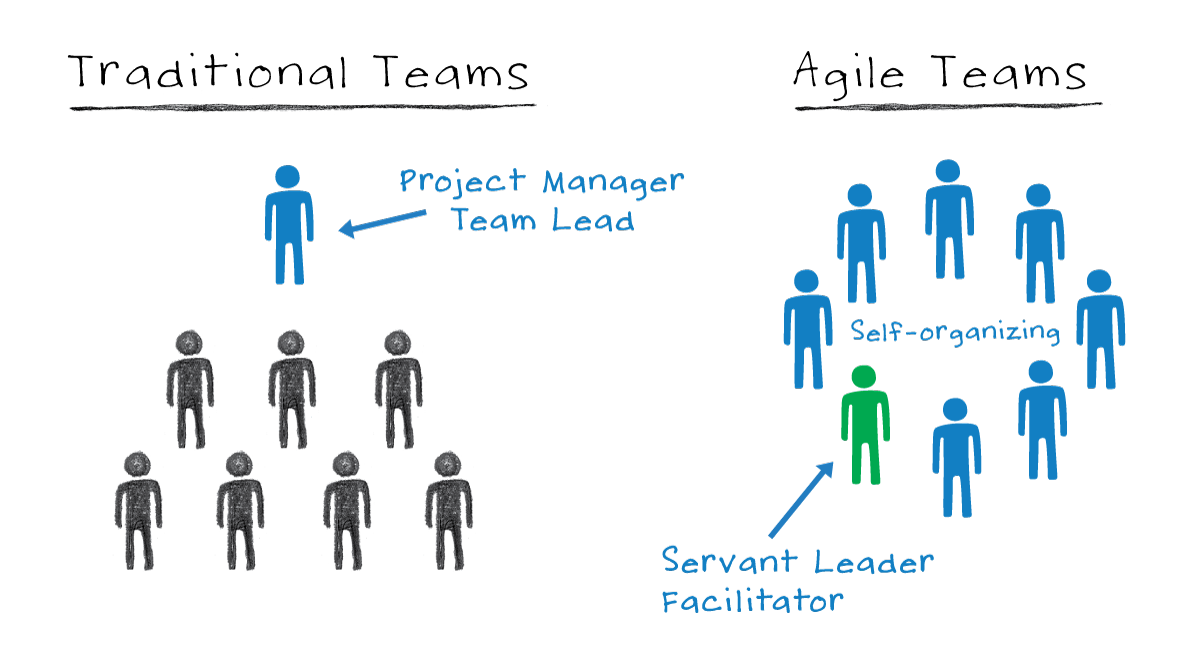 Traditional Teams
Project Manager
Team Lead
Agile Teams
Self-organizing
Servant Leader
Facilitator